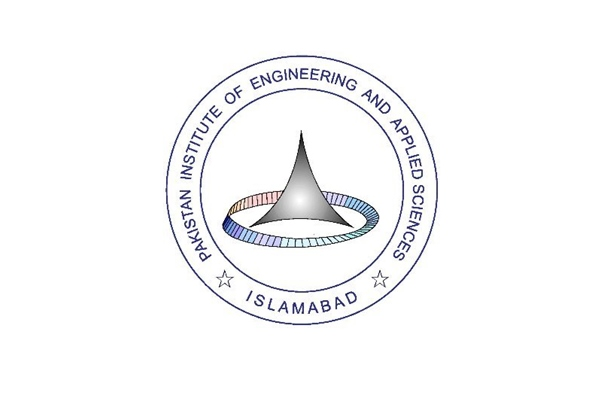 PAKISTAN INSTITUTE OF ENGINEERING AND APPLIED SCIENCES
ISLAMABAD